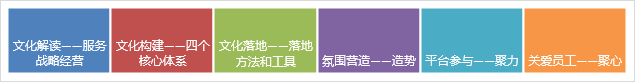 文化解读——服务
战略经营
文化构建——四个
核心体系
文化落地——落地
方法和工具
氛围营造——造势
平台参与——聚力
关爱员工——聚心